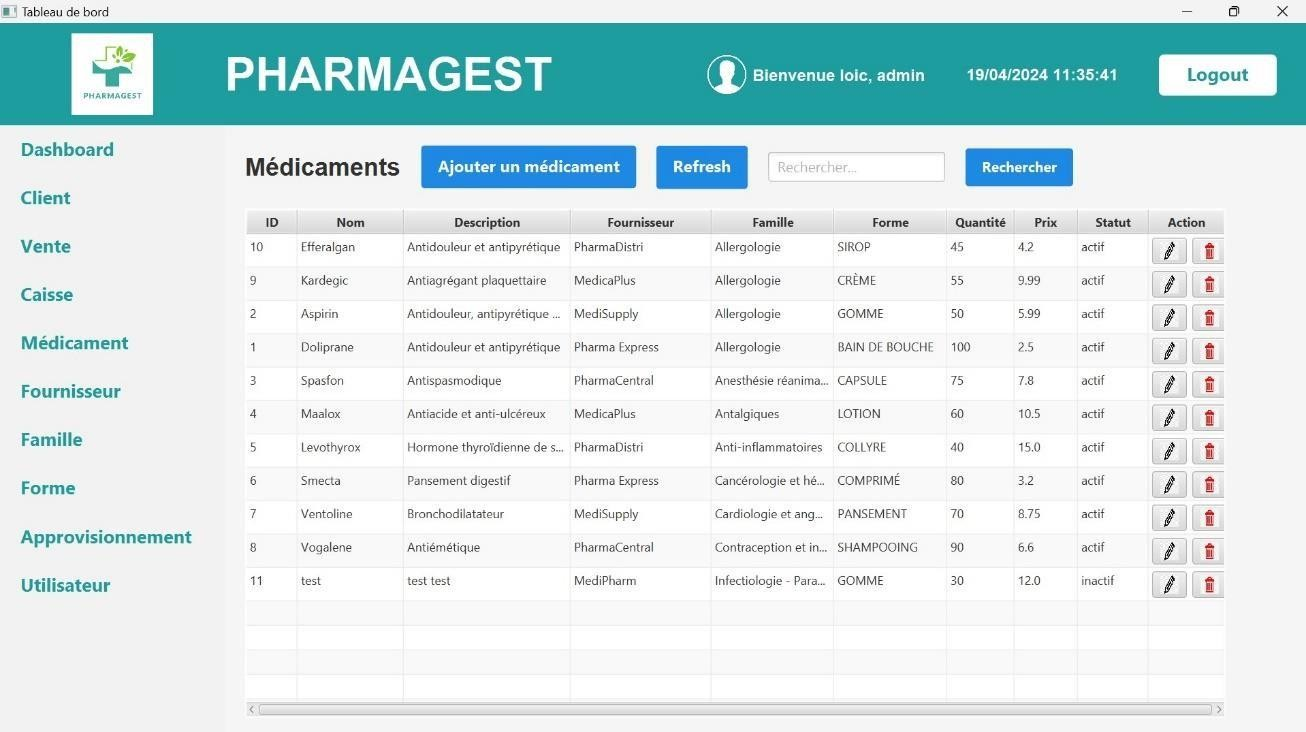 Tableau de bord
PHARMAGEST
PHARMAGEST
Bienvenue loic, admin
19/04/2024 11:35:41
Logout
Dashboard
Client
Vente
Caisse
Médicament
Fournisseur
Famille
Forme
Approvisionnement
Utilisateur
Médicaments
Ajouter un médicament
Refresh
Rechercher...
Rechercher
ID Nom Description Fournisseur Famille Forme Quantité Prix Statut Action
10 Efferalgan Antidouleur et antipyrétique PharmaDistri Allergologie SIROP 45 4.2 actif
9 Kardegic Antiagrégant plaquettaire MedicaPlus Allergologie CRÈME 55 9.99 actif
2 Aspirin Antidouleur, antipyrétique ... MediSupply Allergologie GOMME 50 5.99 actif
1 Doliprane Antidouleur et antipyrétique Pharma Express Allergologie BAIN DE BOUCHE 100 2.5 actif
3 Spasfon Antispasmodique PharmaCentral Anesthésie réanima... CAPSULE 75 7.8 actif
4 Maalox Antiacide et anti-ulcéreux MedicaPlus Antalgiques LOTION 60 10.5 actif
5 Levothyrox Hormone thyroïdienne de s... PharmaDistri Anti-inflammatoires COLLYRE 40 15.0 actif
6 Smecta Pansement digestif Pharma Express Cancérologie et hé... COMPRIMÉ 80 3.2 actif
7 Ventoline Bronchodilatateur MediSupply Cardiologie et ang... PANSEMENT 70 8.75 actif
8 Vogalene Antiémétique PharmaCentral Contraception et in... SHAMPOOING 90 6.6 actif
11 test test test MediPharm Infectiologie - Para... GOMME 30 12.0 inactif